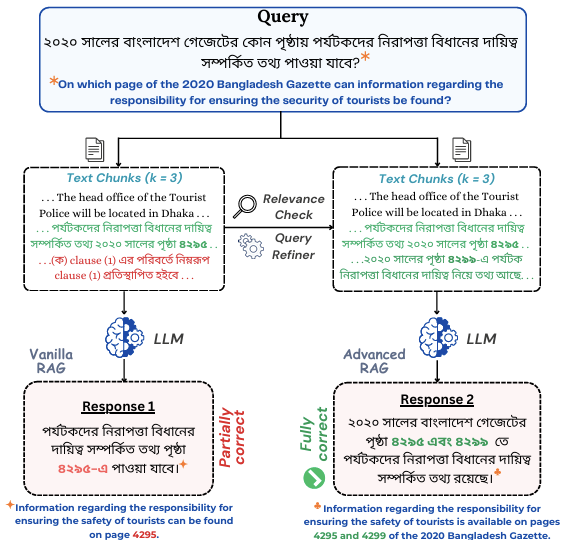 Query
২০২০ সালের বাংলাদেশ গেজেটের কোন পৃষ্ঠায় পর্যটকদের নিরাপত্তা বিধানের দায়িত্ব
সম্পর্কিত তথ্য পাওয়া যাবে?*
*On which page of the 2020 Bangladesh Gazette can information regarding the
responsibility for ensuring the security of tourists be found?
Text Chunks (k = 3)
. . . The head office of the Tourist
Police will be located in Dhaka . . .
. . . পর্যটকদের নিরাপত্তা বিধানের দায়িত্ব
সম্পর্কিত তথ্য ২০২০ সালের পৃষ্ঠা ৪২৯৫ . .
. . .(ক) clause (1) এর পরিবর্তে নিম্নরূপ
clause (1) প্রতিস্থাপিত হইবে . . .
Relevance
Check
Query
Refiner
Text Chunks (k = 3)
. . . The head office of the Tourist
Police will be located in Dhaka . . .
. . . পর্যটকদের নিরাপত্তা বিধানের দায়িত্ব
সম্পর্কিত তথ্য ২০২০ সালের পৃষ্ঠা ৪২৯৫ . .
. . .২০২০ সালের পৃষ্ঠা ৪২৯৯-এ পর্যটক
নিরাপত্তা বিধানের দায়িত্ব নিয়ে তথ্য আছে. . .
LLM
Vanilla
RAG
LLM
Advanced
RAG
Response 1
পর্যটকদের নিরাপত্তা বিধানের
দায়িত্ব সম্পর্কিত তথ্য পৃষ্ঠা
৪২৯৫-এ পাওয়া যাবে।✦
Partially
correct
Fully
correct
Response 2
২০২০ সালের বাংলাদেশ গেজেটের
পৃষ্ঠা ৪২৯৫ এবং ৪২৯৯ তে
পর্যটকদের নিরাপত্তা বিধানের দায়িত্ব
সম্পর্কিত তথ্য রয়েছে।♣
✦Information regarding the responsibility for
ensuring the safety of tourists can be found
on page 4295.
♣ Information regarding the responsibility for
ensuring the safety of tourists is available on pages
4295 and 4299 of the 2020 Bangladesh Gazette.